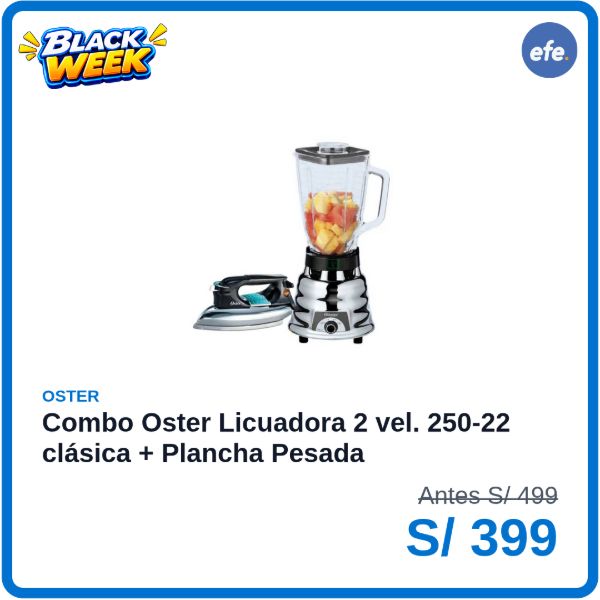 BLACK
WEEK
efe.
OSTER
Combo Oster Licuadora 2 vel. 250-22
clásica + Plancha Pesada
Antes S/ 499
S/ 399